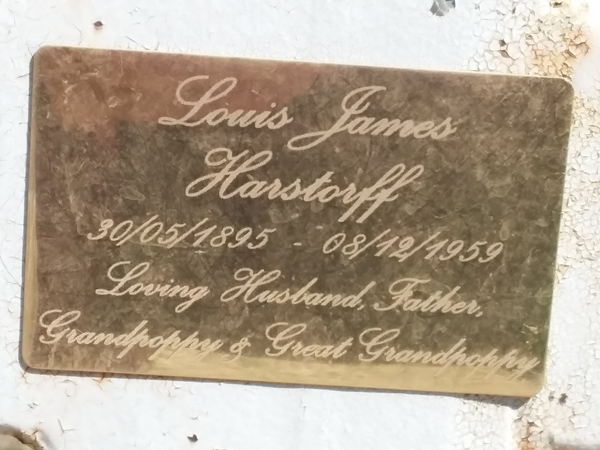 Louis James
Harstorff
30/05/1895 - 08/12/1959
Loving Husband, Father,
Grandpoppy & Great Grandpoppy